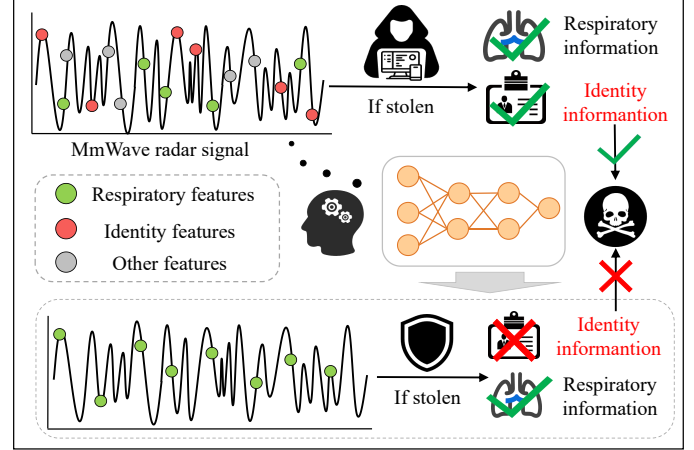 Respiratory
information
If stolen
Identity
informantion
MmWave radar signal
Respiratory features
Identity features
Other features
If stolen
Identity
informantion
Respiratory
information